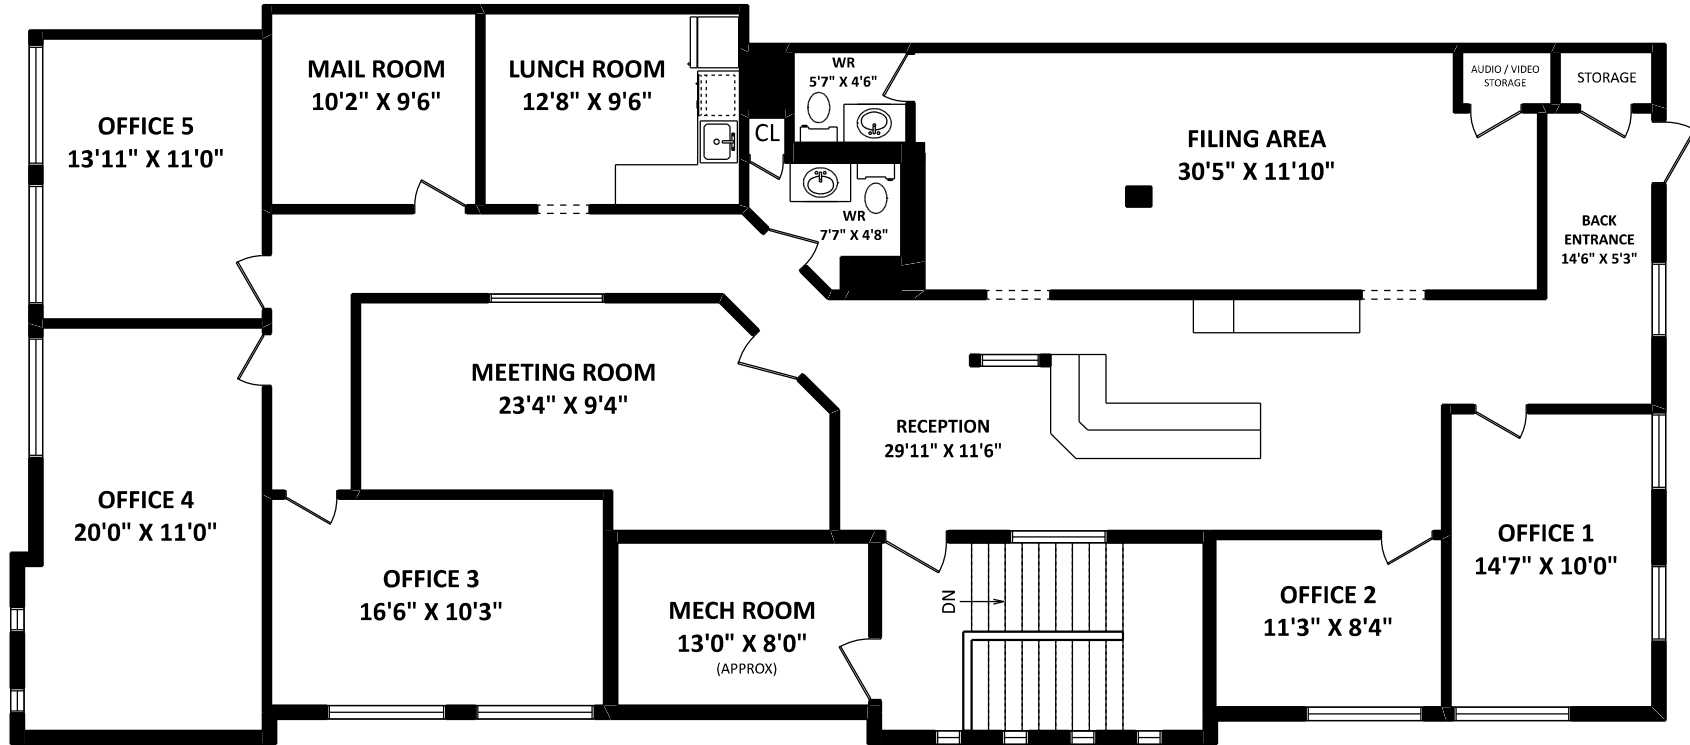 MAIL ROOM
10'2" X 9'6"
LUNCH ROOM
12'8" X 9'6"
OFFICE 5
13'11" X 11'0"
WR
5'7" X 4'6"
CL
WR
7'7" X 4'8"
FILING AREA
30'5" X 11'10"
AUDIO / VIDEO
STORAGE
STORAGE
BACK
ENTRANCE
14'6" X 5'3"
MEETING ROOM
23'4" X 9'4"
RECEPTION
29'11" X 11'6"
OFFICE 4
20'0" X 11'0"
OFFICE 3
16'6" X 10'3"
MECH ROOM
13'0" X 8'0"
(APPROX)
DN
OFFICE 2
11'3" X 8'4"
OFFICE 1
14'7" X 10'0"